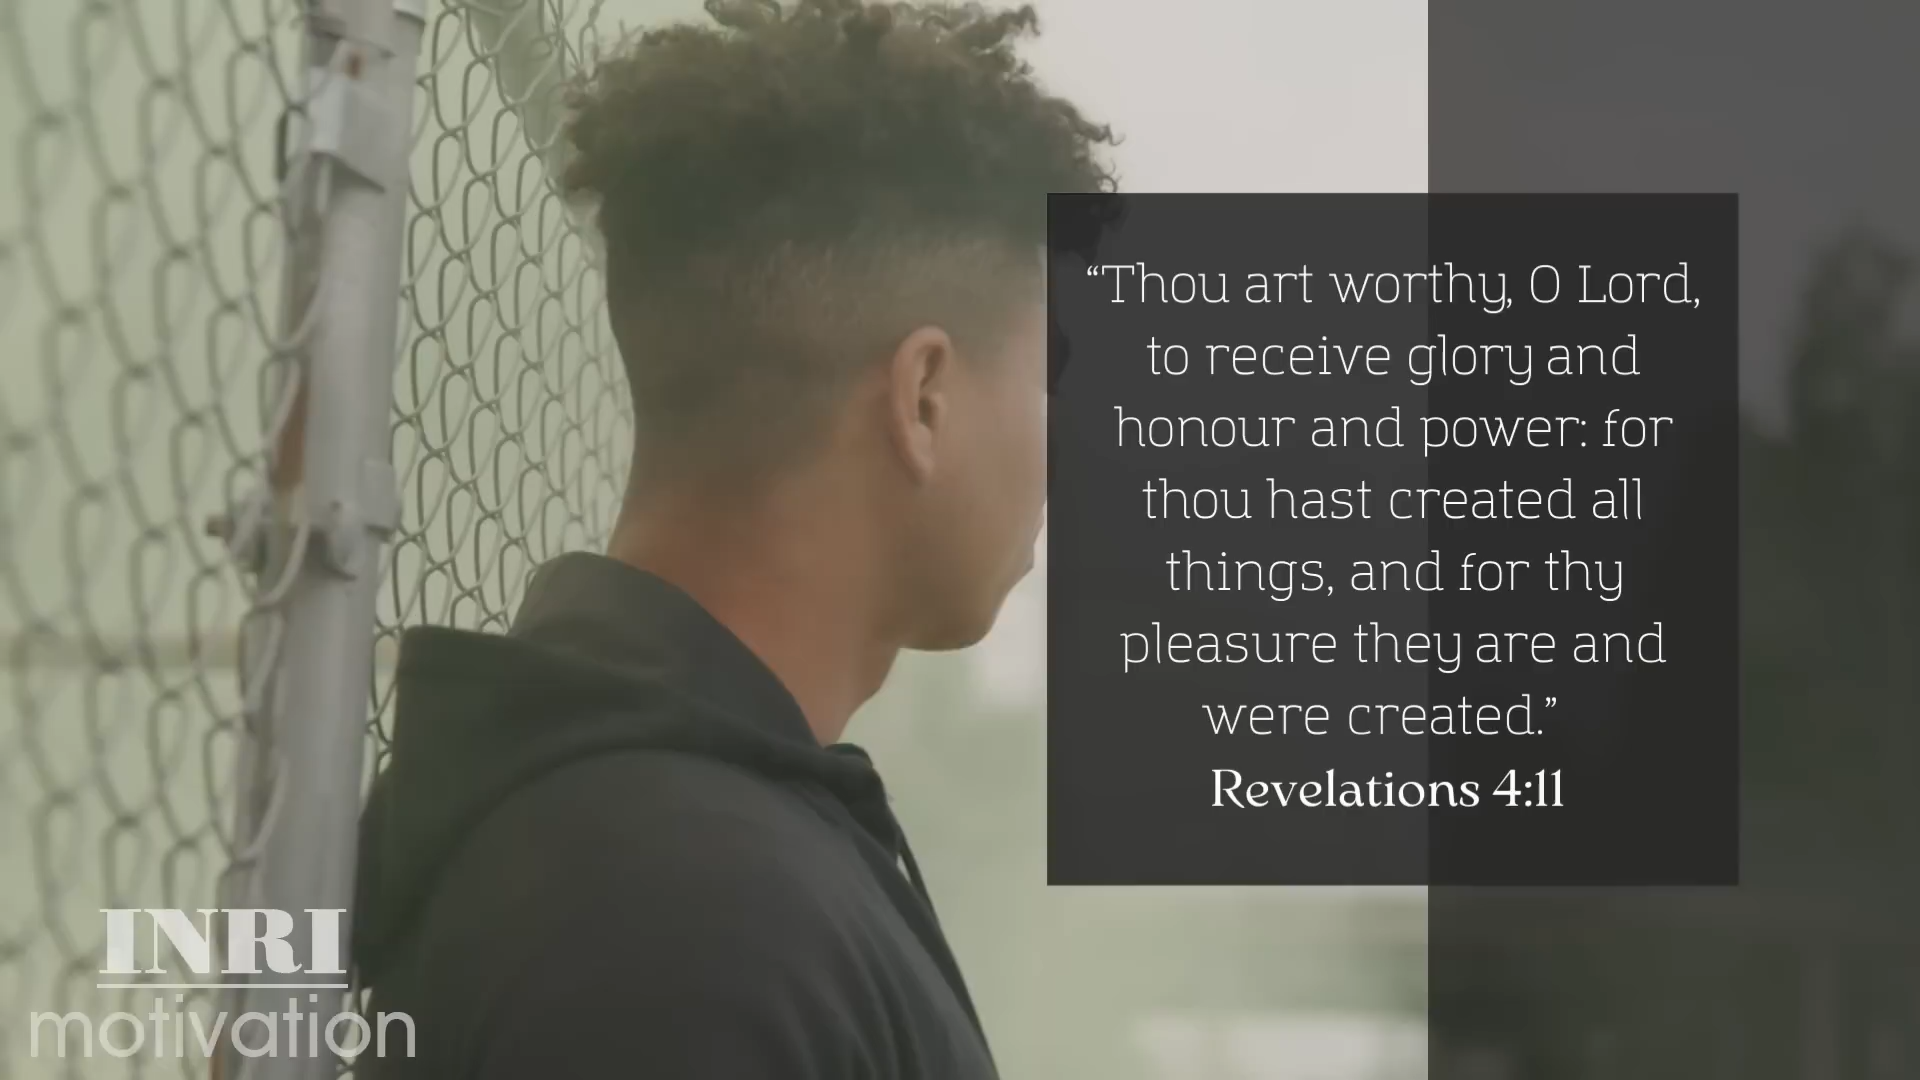 “Thou art worthy, O Lord,
to receive glory and
honour and power: for
thou hast created all
things, and for thy
pleasure they are and
were created.”
Revelations 4:11
INRI
motivation